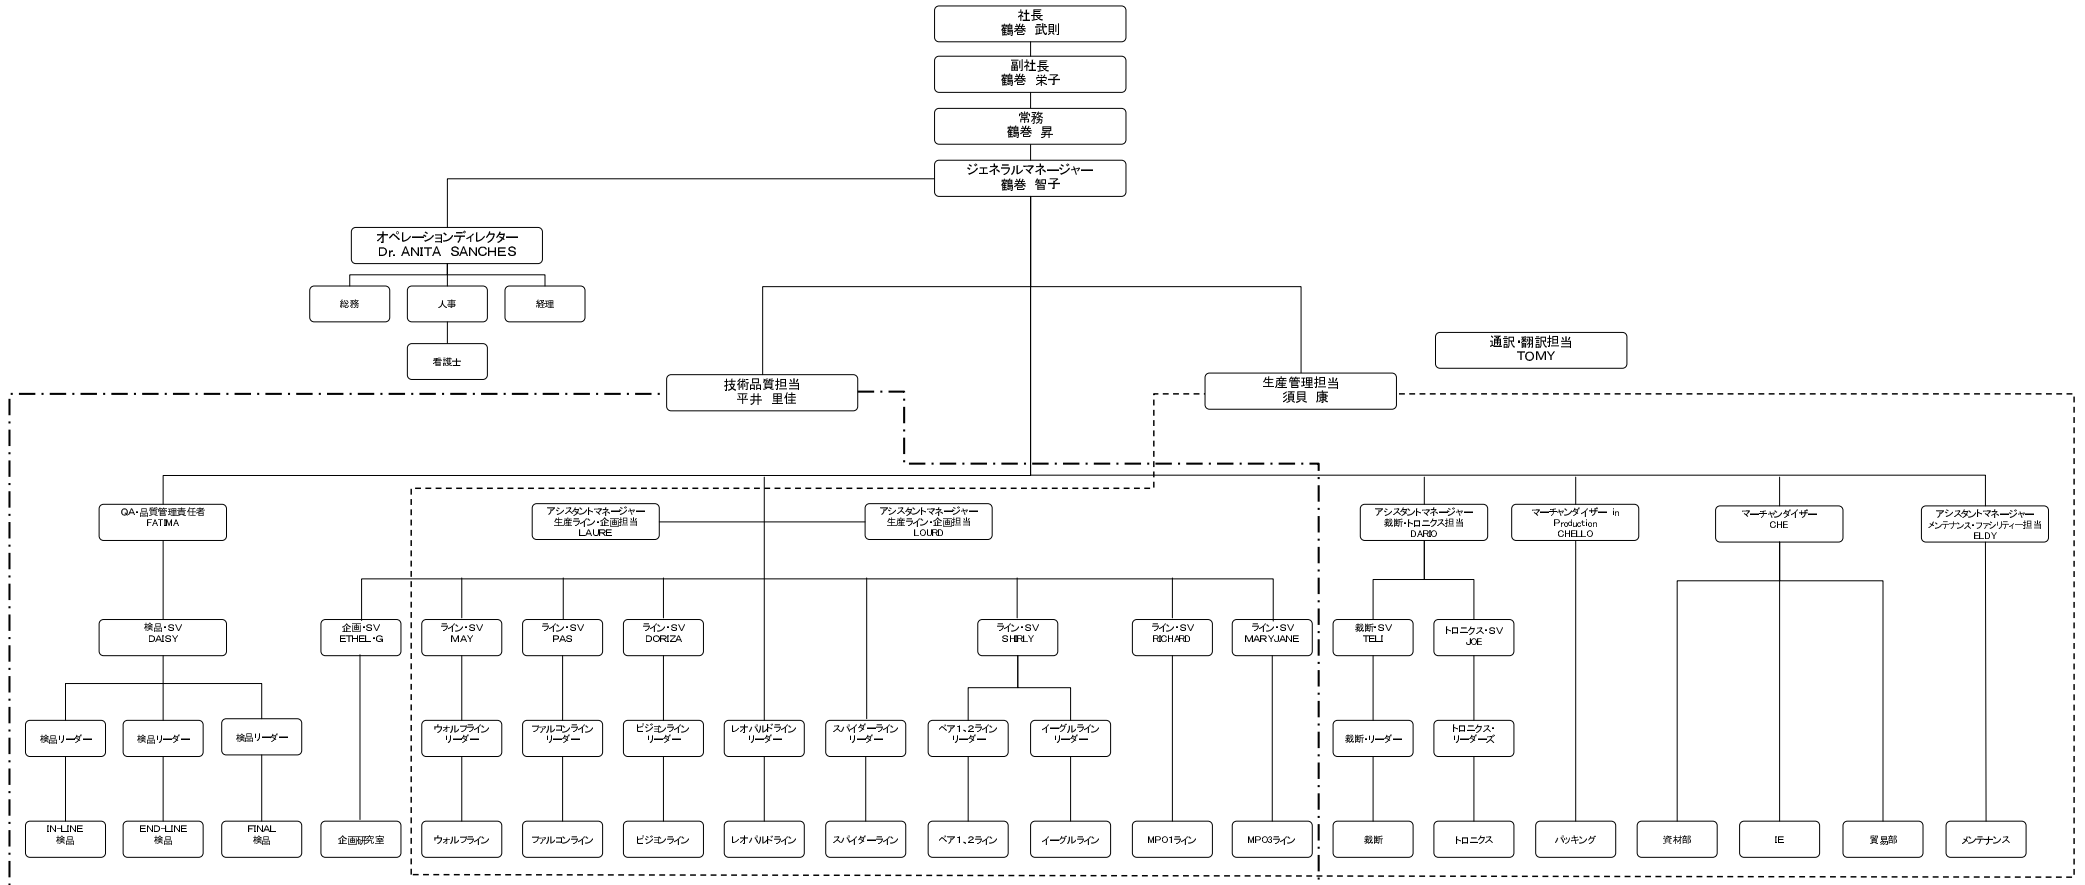 社長
鶴巻 武則
副社長
鶴巻 栄子
常務
鶴巻 昇
ジェネラルマネージャー
鶴巻 智子
オペレーションディレクター
Dr. ANITA SANCHES
総務
人事
経理
看護士
通訳・翻訳担当
TOMY
技術品質担当
平井 里佳
生産管理担当
須貝 康
QA・品質管理責任者
FATIMA
アシスタントマネージャー
生産ライン・企画担当
LAURE
アシスタントマネージャー
生産ライン・企画担当
LOURD
アシスタントマネージャー
裁断・トロニクス担当
DARIO
マーチャンダイザー in
Production
CHELLO
マーチャンダイザー
CHE
アシスタントマネージャー
メンテナンス・ファシリティー担当
ELDY
検品・SV
DAISY
企画・SV
ETHEL・G
ライン・SV
MAY
ライン・SV
PAS
ライン・SV
DORIZA
ライン・SV
SHIRLY
ライン・SV
RICHARD
ライン・SV
MARYJANE
裁断・SV
TELI
トロニクス・SV
JOE
検品リーダー
検品リーダー
検品リーダー
ウォルフライン
リーダー
ファルコンライン
リーダー
ビジョンライン
リーダー
レオパルドライン
リーダー
スパイダーライン
リーダー
ベア1、2ライン
リーダー
イーグルライン
リーダー
裁断・リーダー
トロニクス・
リーダーズ
IN-LINE
検品
END-LINE
検品
FINAL
検品
企画研究室
ウォルフライン
ファルコンライン
ビジョンライン
レオパルドライン
スパイダーライン
ベア1、2ライン
イーグルライン
MPO1ライン
MPO3ライン
裁断
トロニクス
パッキング
資材部
IE
貿易部
メンテナンス